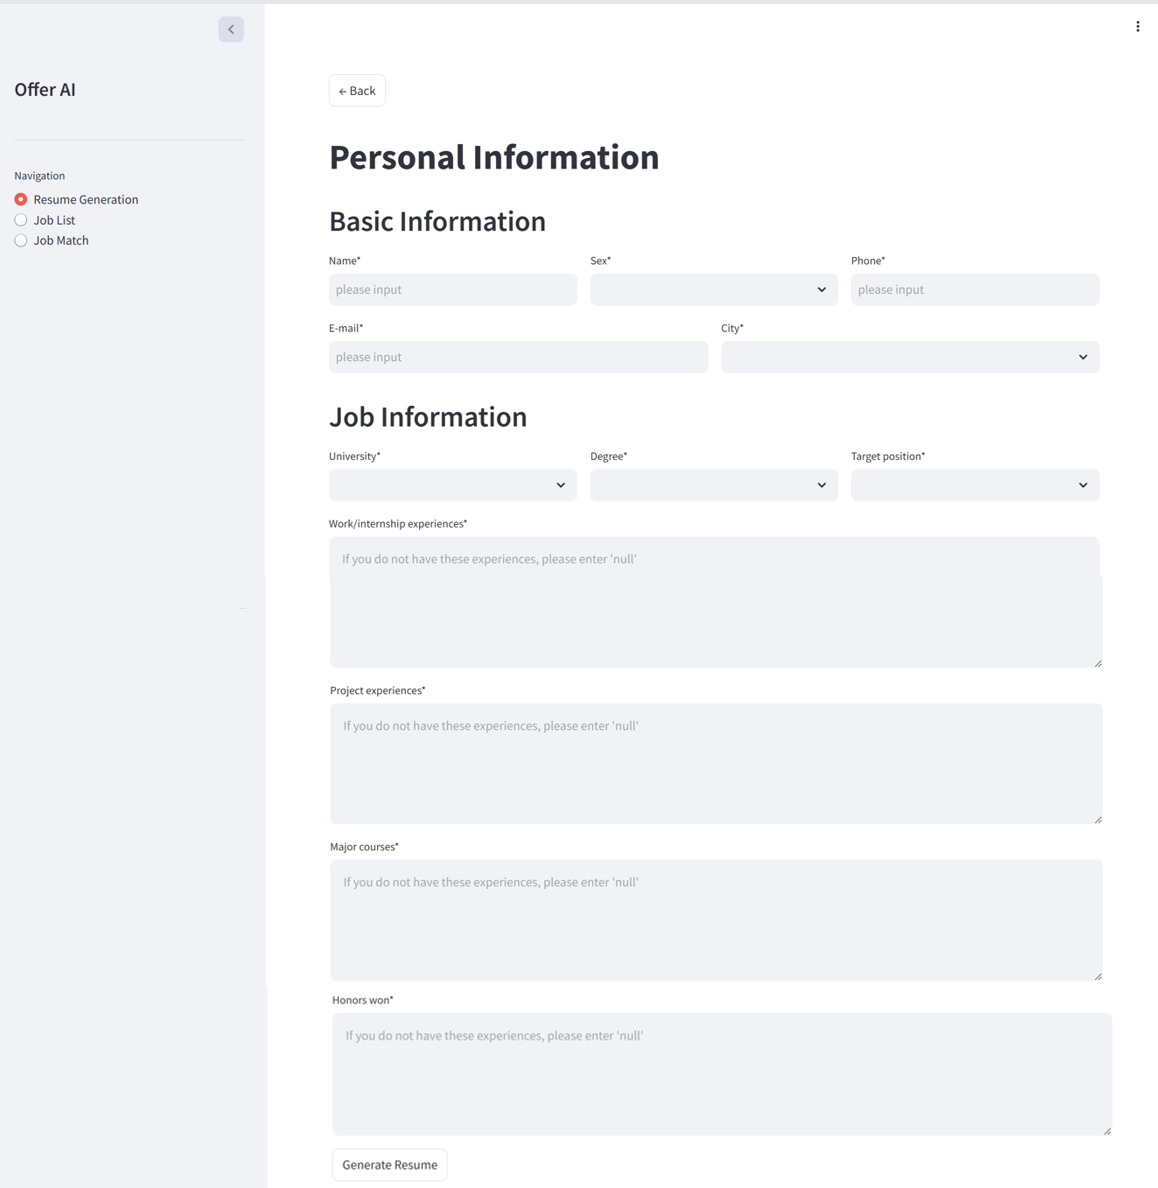 Offer AI
Navigation
Resume Generation
Job List
Job Match
← Back
Personal Information
Basic Information
Name* Sex* Phone*
please input please input
E-mail* City*
please input
Job Information
University* Degree* Target position*
Work/internship experiences*
If you do not have these experiences, please enter 'null'
Project experiences*
If you do not have these experiences, please enter 'null'
Major courses*
If you do not have these experiences, please enter 'null'
Honors won*
If you do not have these experiences, please enter 'null'
Generate Resume